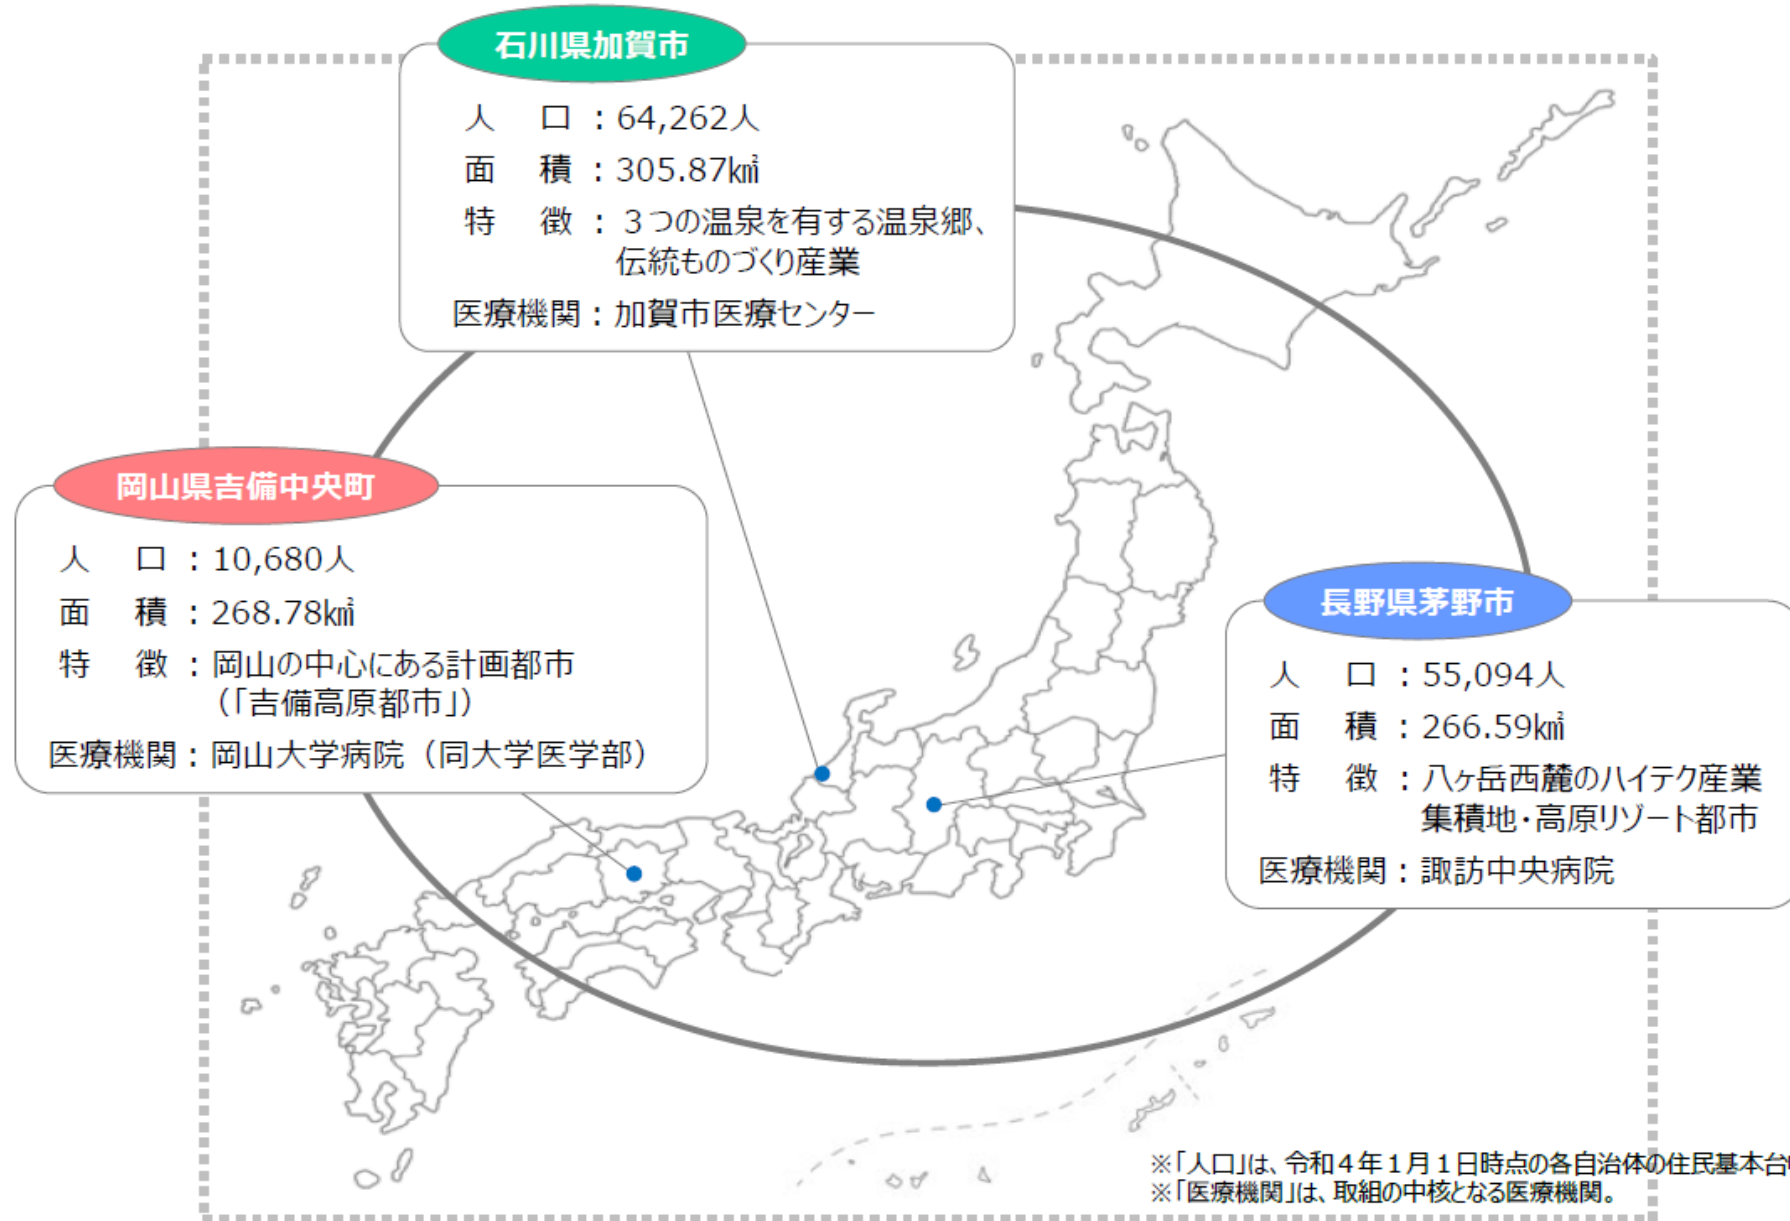 石川県加賀市
人　口：64,262人
面　積：305.87㎢
特　徴：３つの温泉を有する温泉郷、
伝統ものづくり産業
医療機関：加賀市医療センター
岡山県吉備中央町
人　口：10,680人
面　積：268.78㎢
特　徴：岡山の中心にある計画都市
（「吉備高原都市」）
医療機関：岡山大学病院（同大学医学部）
長野県茅野市
人　口：55,094人
面　積：266.59㎢
特　徴：八ヶ岳西麓のハイテク産業
集積地・高原リゾート都市
医療機関：諏訪中央病院
※「人口」は、令和４年１月１日時点の各自治体の住民基本台
※「医療機関」は、取組の中核となる医療機関。